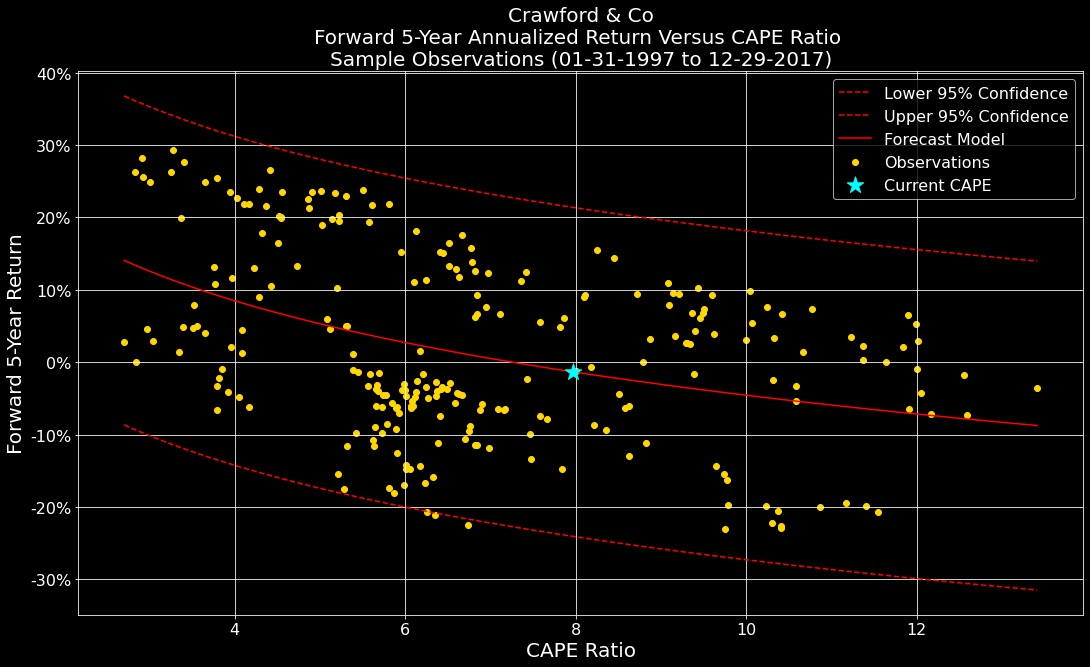 Crawford & Co
Forward 5-Year Annualized Return Versus CAPE Ratio
Sample Observations (01-31-1997 to 12-29-2017)
Lower 95% Confidence
Upper 95% Confidence
Forecast Model
Observations
Current CAPE
Forward 5-Year Return
40%
30%
20%
10%
0%
-10%
-20%
-30%
4 6 8 10 12
CAPE Ratio